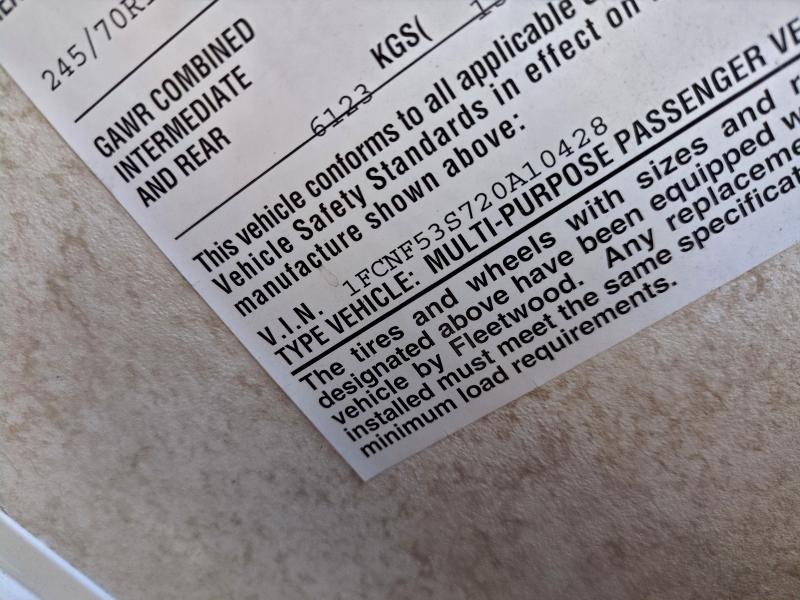 245/70R
GAWR COMBINED
INTERMEDIATE
AND REAR
6123 KGS(
This vehicle conforms to all applicable
Vehicle Safety Standards in effect on
manufacture shown above:
V.I.N. 1FCNF53S720A10428
TYPE VEHICLE: MULTI-PURPOSE PASSENGER VE
The tires and wheels with sizes and r
designated above have been equipped w
vehicle by Fleetwood. Any replaceme
installed must meet the same specificat
minimum load requirements.